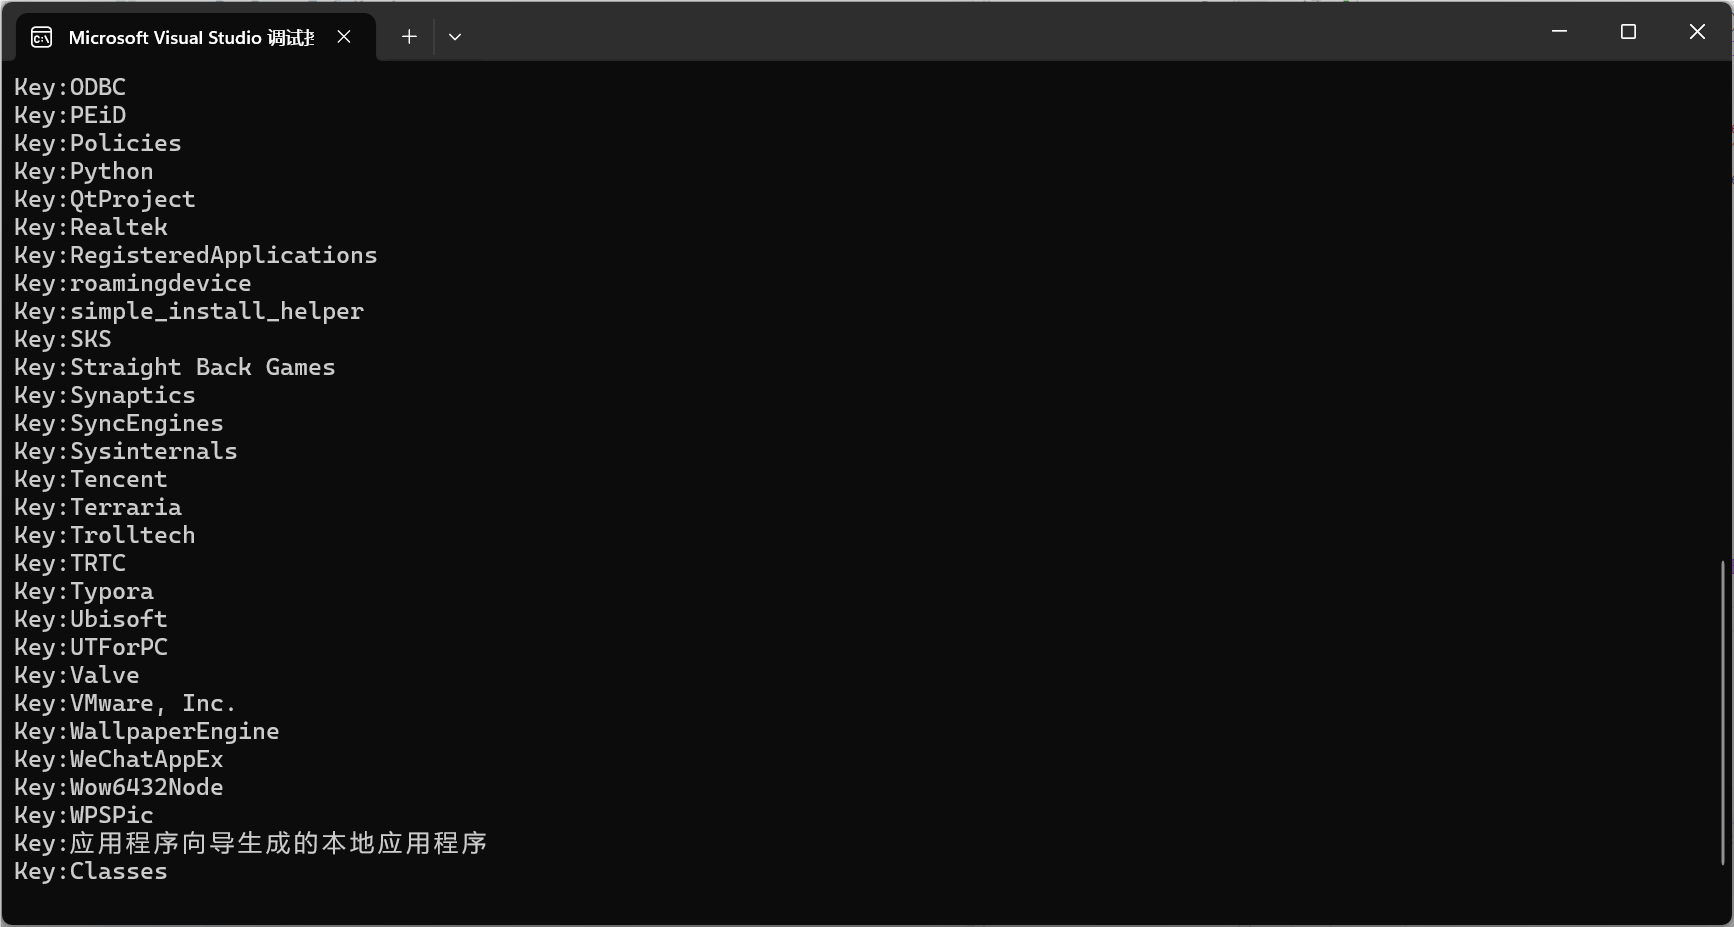 Microsoft Visual Studio 调试
Key:ODBC
Key:PEiD
Key:Policies
Key:Python
Key:QtProject
Key:Realtek
Key:RegisteredApplications
Key:roamingdevice
Key:simple_install_helper
Key:SKS
Key:Straight Back Games
Key:Synaptics
Key:SyncEngines
Key:Sysinternals
Key:Tencent
Key:Terraria
Key:Trolltech
Key:TRTC
Key:Typora
Key:Ubisoft
Key:UTForPC
Key:Valve
Key:VMware, Inc.
Key:WallpaperEngine
Key:WeChatAppEx
Key:Wow6432Node
Key:WPSPic
Key:应用程序向导生成的本地应用程序
Key:Classes